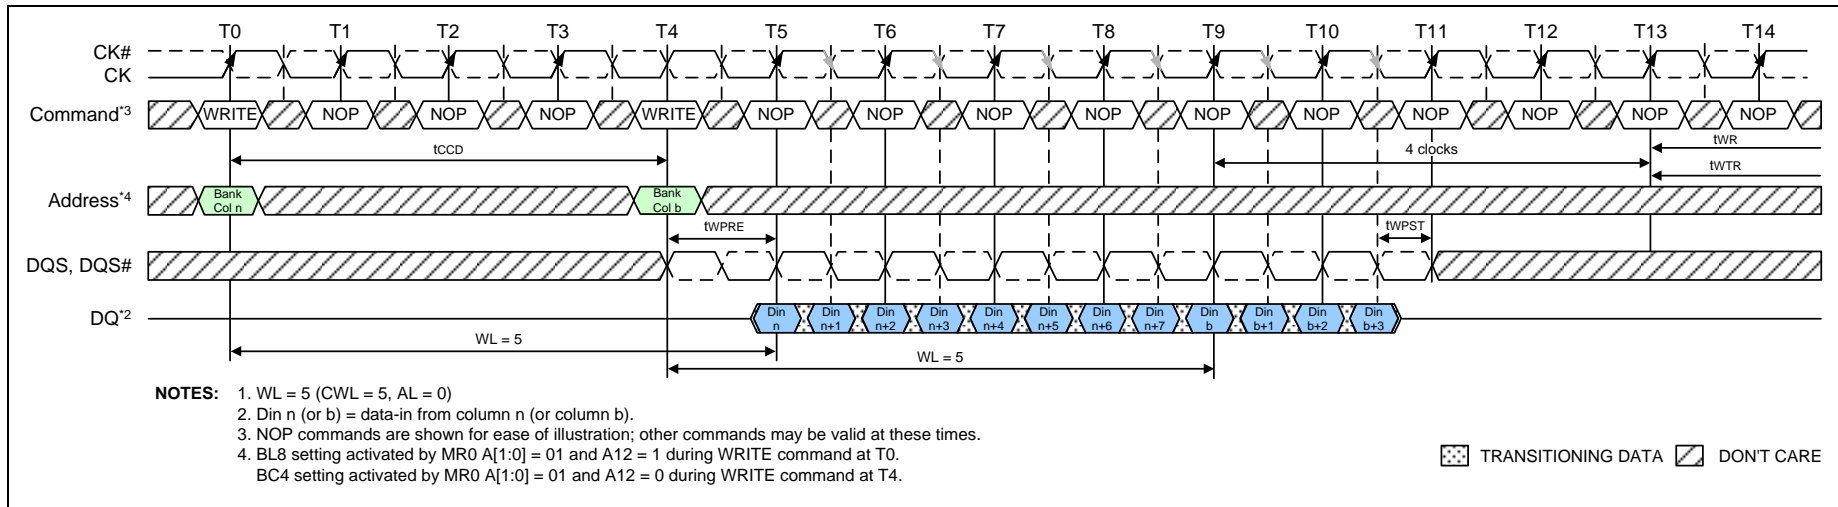 T0 T1 T2 T3 T4 T5 T6 T7 T8 T9 T10 T11 T12 T13 T14
CK#
CK
Command*3 WRITE NOP NOP NOP WRITE NOP NOP NOP NOP NOP NOP NOP NOP NOP NOP
tCCD 4 clocks tWR
tWTR
Address*4 Bank Col n Bank Col b
tWPRE tWPST
DQS, DQS#
DQ*2 Din n Din n+1 Din n+2 Din n+3 Din n+4 Din n+5 Din n+6 Din n+7 Din b Din b+1 Din b+2 Din b+3
WL = 5 WL = 5
NOTES: 1. WL = 5 (CWL = 5, AL = 0)
2. Din n (or b) = data-in from column n (or column b).
3. NOP commands are shown for ease of illustration; other commands may be valid at these times.
4. BL8 setting activated by MR0 A[1:0] = 01 and A12 = 1 during WRITE command at T0.
BC4 setting activated by MR0 A[1:0] = 01 and A12 = 0 during WRITE command at T4.
TRANSITIONING DATA DON'T CARE